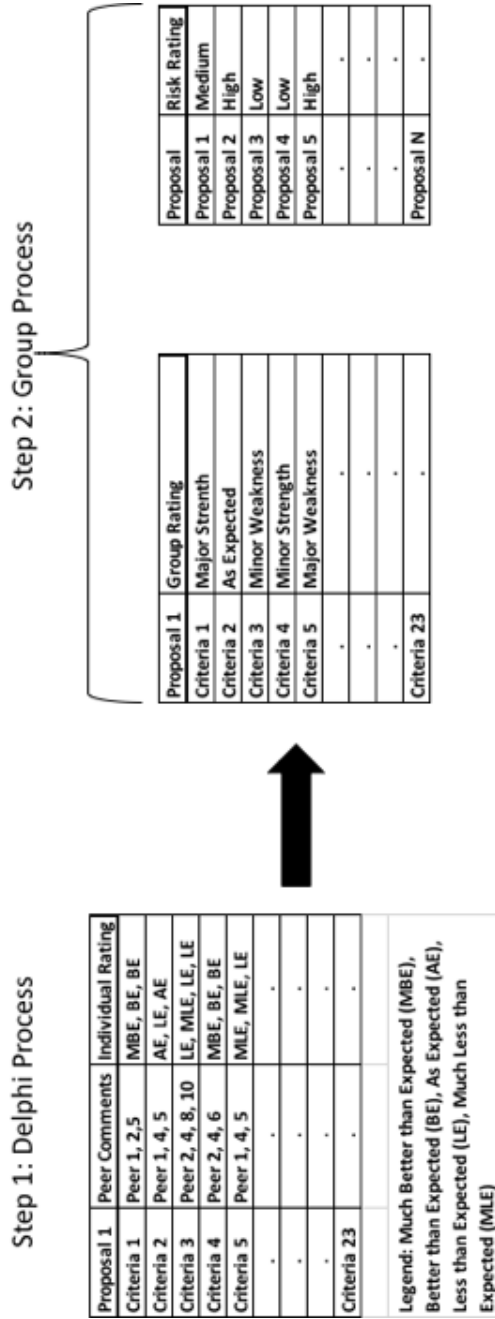 Step 1: Delphi Process
Proposal 1 Peer Comments Individual Rating
Criteria 1 Peer 1, 2,5 MBE, BE, BE
Criteria 2 Peer 1, 4, 5 AE, LE, AE
Criteria 3 Peer 2, 4, 8, 10 LE, MLE, LE, LE
Criteria 4 Peer 2, 4, 6 MBE, BE, BE
Criteria 5 Peer 1, 4, 5 MLE, MLE, LE
. . .
. . .
. . .
Criteria 23 . .
Legend: Much Better than Expected (MBE),
Better than Expected (BE), As Expected (AE),
Less than Expected (LE), Much Less than
Expected (MLE)
Step 2: Group Process
Proposal 1 Group Rating
Criteria 1 Major Strenth
Criteria 2 As Expected
Criteria 3 Minor Weakness
Criteria 4 Minor Strength
Criteria 5 Major Weakness
. .
. .
. .
Criteria 23 .
Proposal Risk Rating
Proposal 1 Medium
Proposal 2 High
Proposal 3 Low
Proposal 4 Low
Proposal 5 High
. .
. .
. .
Proposal N .